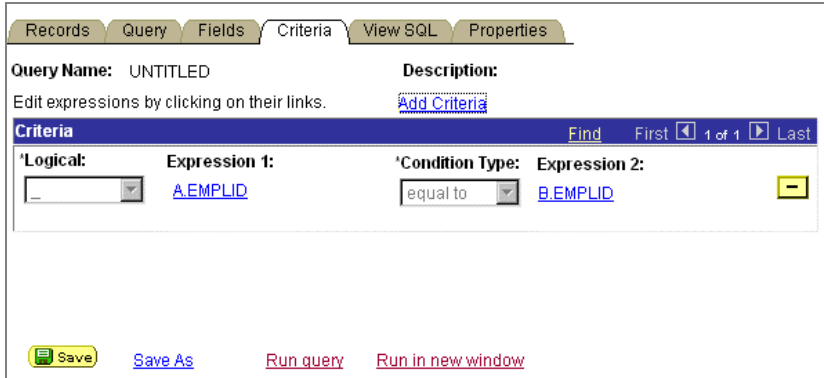 Records Query Fields Criteria View SQL Properties
Query Name: UNTITLED Description:
Edit expressions by clicking on their links. Add Criteria
Criteria Find First 1 of 1 Last
*Logical: Expression 1: *Condition Type: Expression 2:
_ A.EMPLID equal to B.EMPLID
Save Save As Run query Run in new window